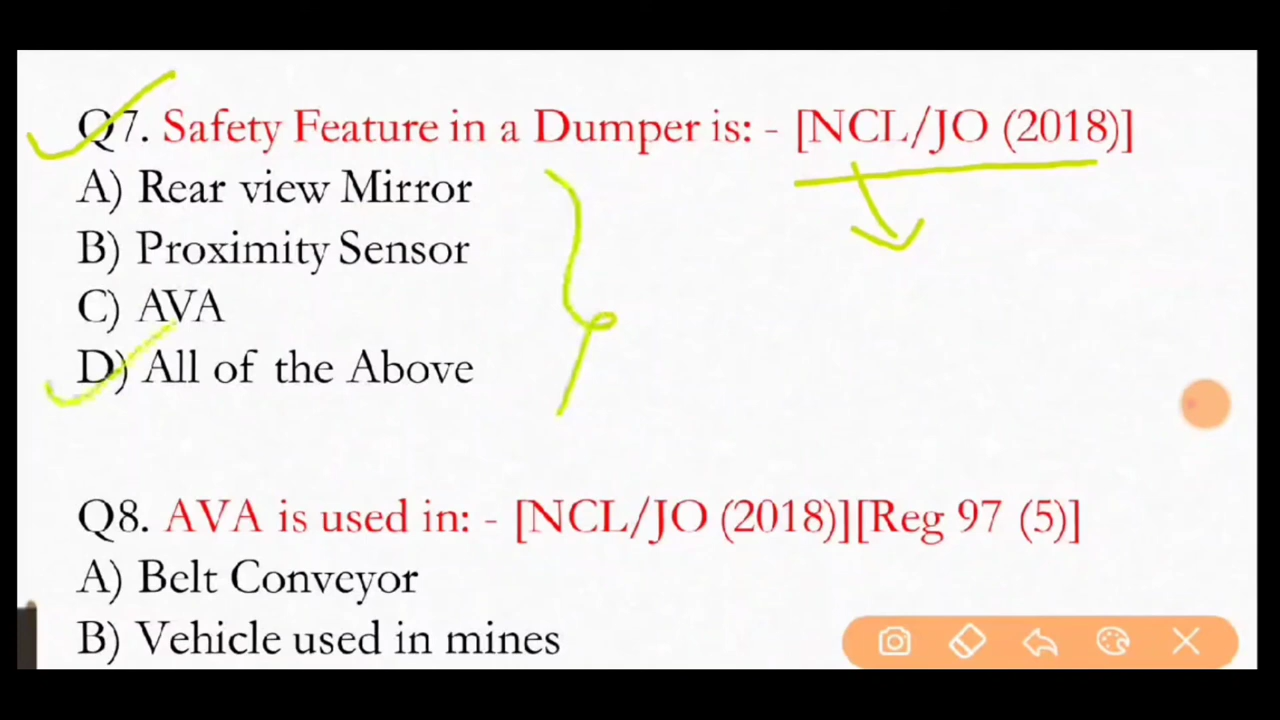 Q7. Safety Feature in a Dumper is: - [NCL/JO (2018)]
A) Rear view Mirror
B) Proximity Sensor
C) AVA
D) All of the Above
Q8. AVA is used in: - [NCL/JO (2018)][Reg 97 (5)]
A) Belt Conveyor
B) Vehicle used in mines